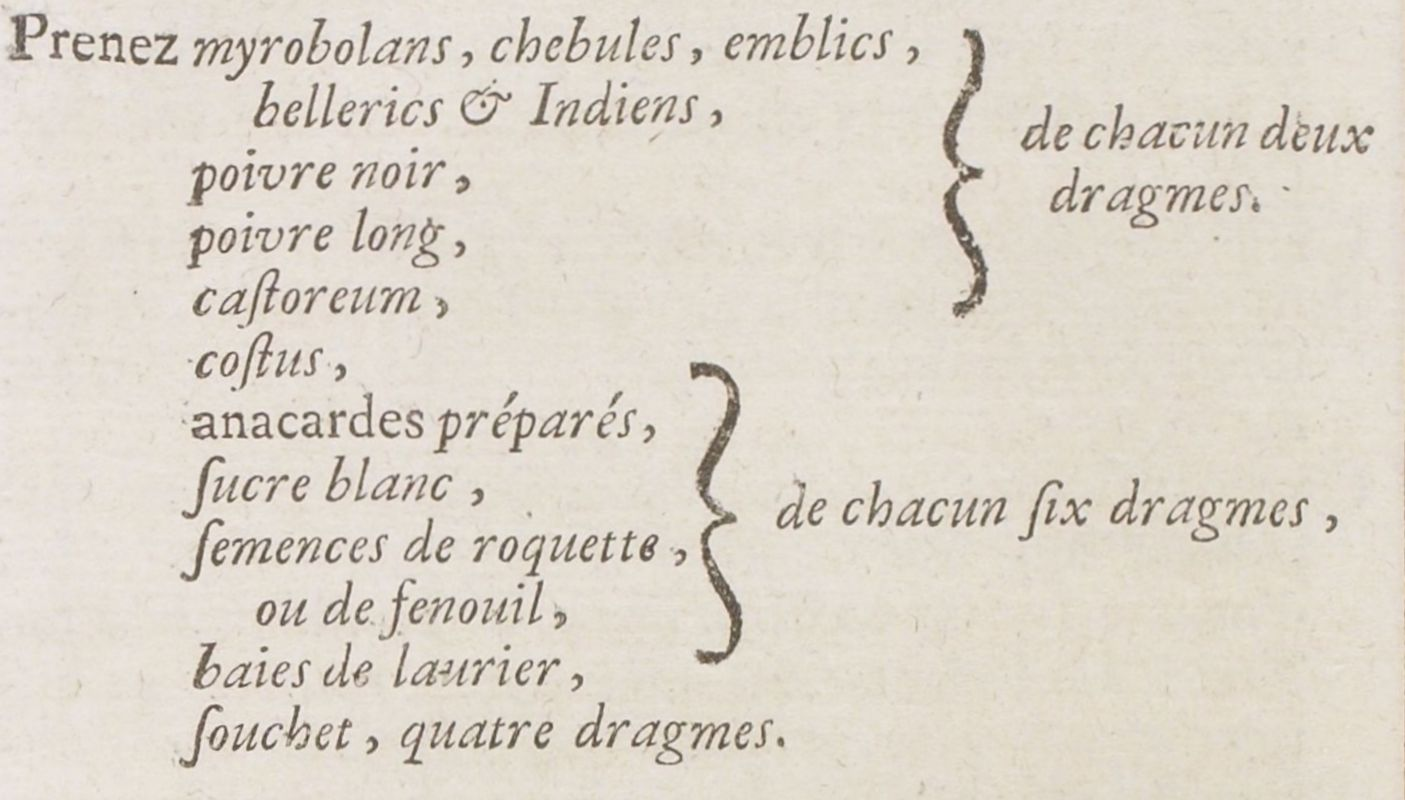 Prenez myrobolans, chebules, emblics,
bellerics & Indiens,
poivre noir,
poivre long,
caſtoreum,
de chacun deux
dragmes.
coſtus,
anacardes préparés,
ſucre blanc,
ſemences de roquette,
ou de fenouil,
baies de laurier,
de chacun ſix dragmes,
ſouchet, quatre dragmes.